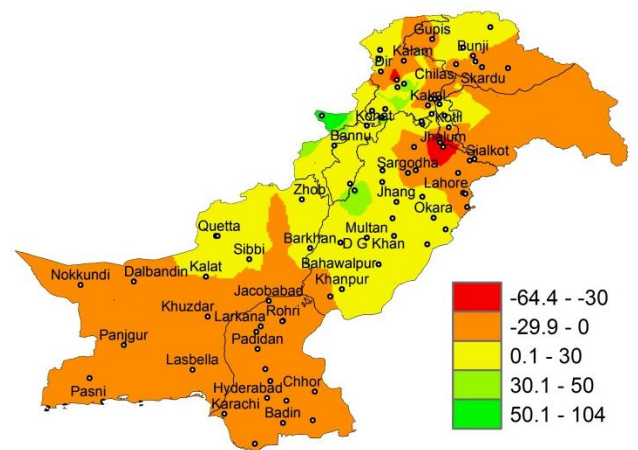 Gupis
Kalam
Bunji
Dir
Chilas
Skardu
Kakul
Kohat
Kotli
Bannu
Jhalum
Sialkot
Sargodha
Lahore
Zhob
Jhang
Okara
Quetta
Multan
Barkhan
D G Khan
Sibbi
Bahawalpur
Nokkundi
Dalbandin
Kalat
Khanpur
Jacobabad
Khuzdar
Larkana
Rohri
Panjgur
Padidan
Lasbella
Pasni
Hyderabad
Chhor
Karachi
Badin
-64.4 - -30
-29.9 - 0
0.1 - 30
30.1 - 50
50.1 - 104